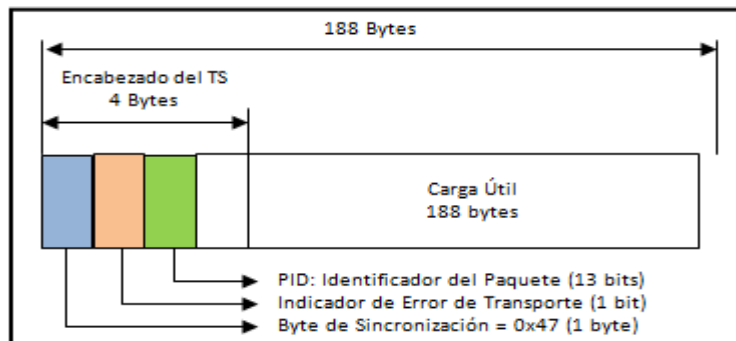 188 Bytes
Encabezado del TS
4 Bytes
Carga Útil
188 bytes
PID: Identificador del Paquete (13 bits)
Indicador de Error de Transporte (1 bit)
Byte de Sincronización = 0x47 (1 byte)